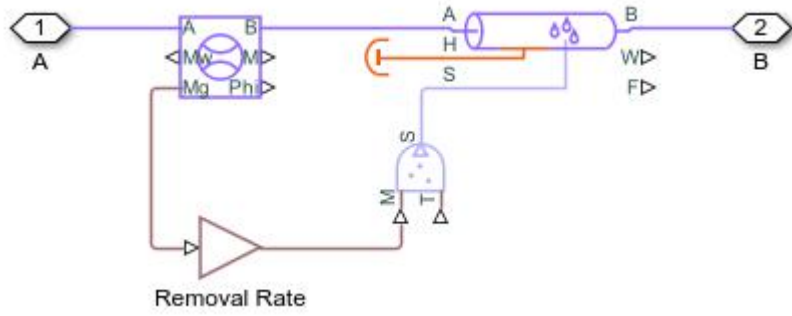 1
A
A B
Mw M
Mg Phi
A B
H W
S F
S
M T
Removal Rate
2
B